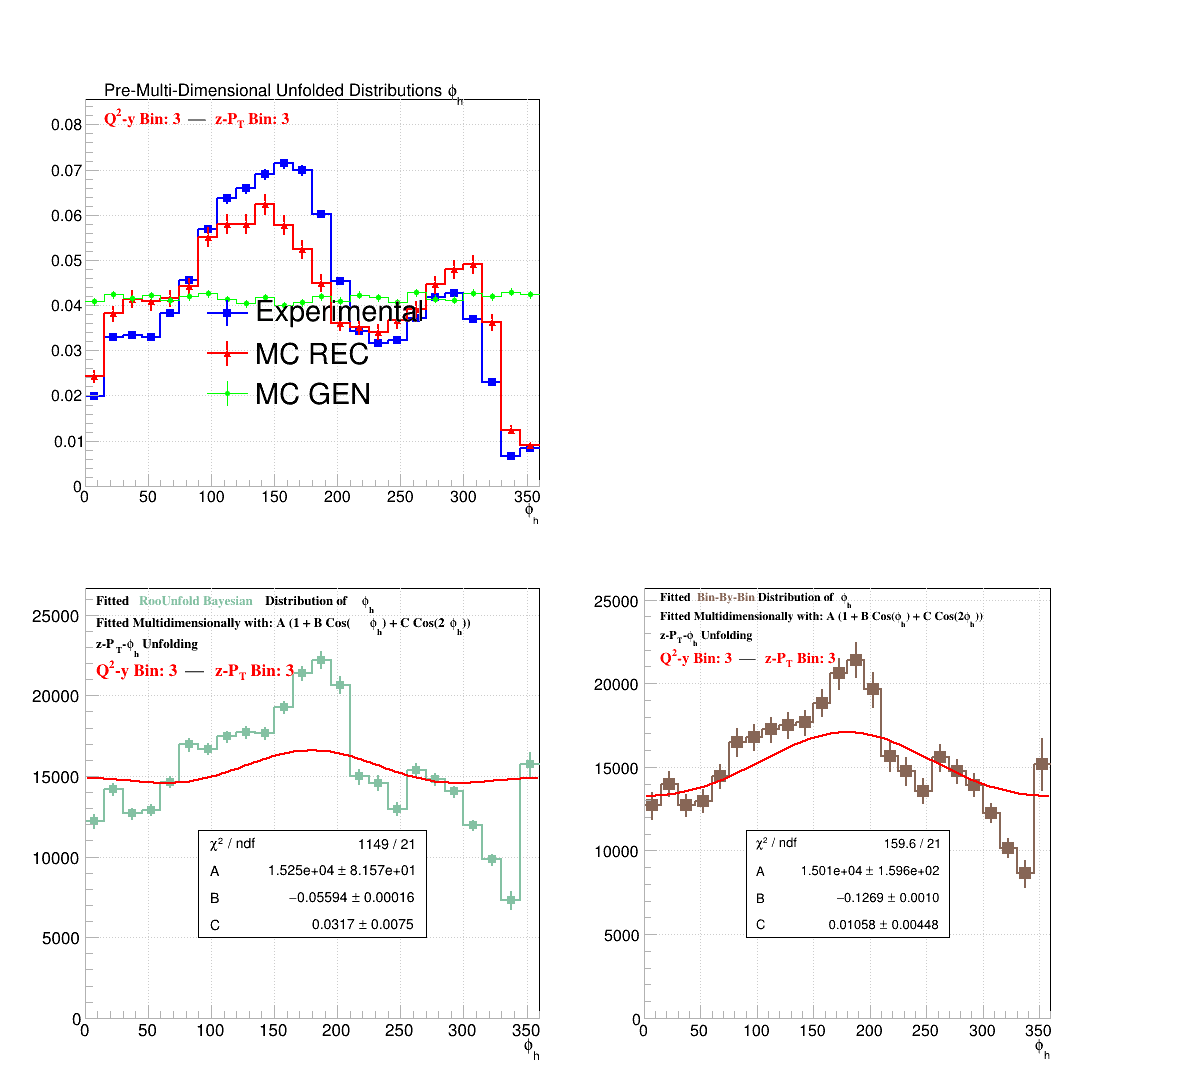 Pre-Multi-Dimensional Unfolded Distributions ϕh
Q²-y Bin: 3 — z-PT Bin: 3
0.08
0.07
0.06
0.05
0.04
0.03
0.02
0.01
0
Experimental
MC REC
MC GEN
0 50 100 150 200 250 300 350
ϕh
Fitted RooUnfold Bayesian Distribution of ϕh
Fitted Multidimensionally with: A (1 + B Cos( ϕh) + C Cos(2 ϕh))
z-PT-ϕh Unfolding
Q²-y Bin: 3 — z-PT Bin: 3
25000
20000
15000
10000
5000
0
χ² / ndf 1149 / 21
A 1.525e+04 ± 8.157e+01
B −0.05594 ± 0.00016
C 0.0317 ± 0.0075
0 50 100 150 200 250 300 350
ϕh
Fitted Bin-By-Bin Distribution of ϕh
Fitted Multidimensionally with: A (1 + B Cos(ϕh) + C Cos(2ϕh))
z-PT-ϕh Unfolding
Q²-y Bin: 3 — z-PT Bin: 3
25000
20000
15000
10000
5000
0
χ² / ndf 159.6 / 21
A 1.501e+04 ± 1.596e+02
B −0.1269 ± 0.0010
C 0.01058 ± 0.00448
0 50 100 150 200 250 300 350
ϕh